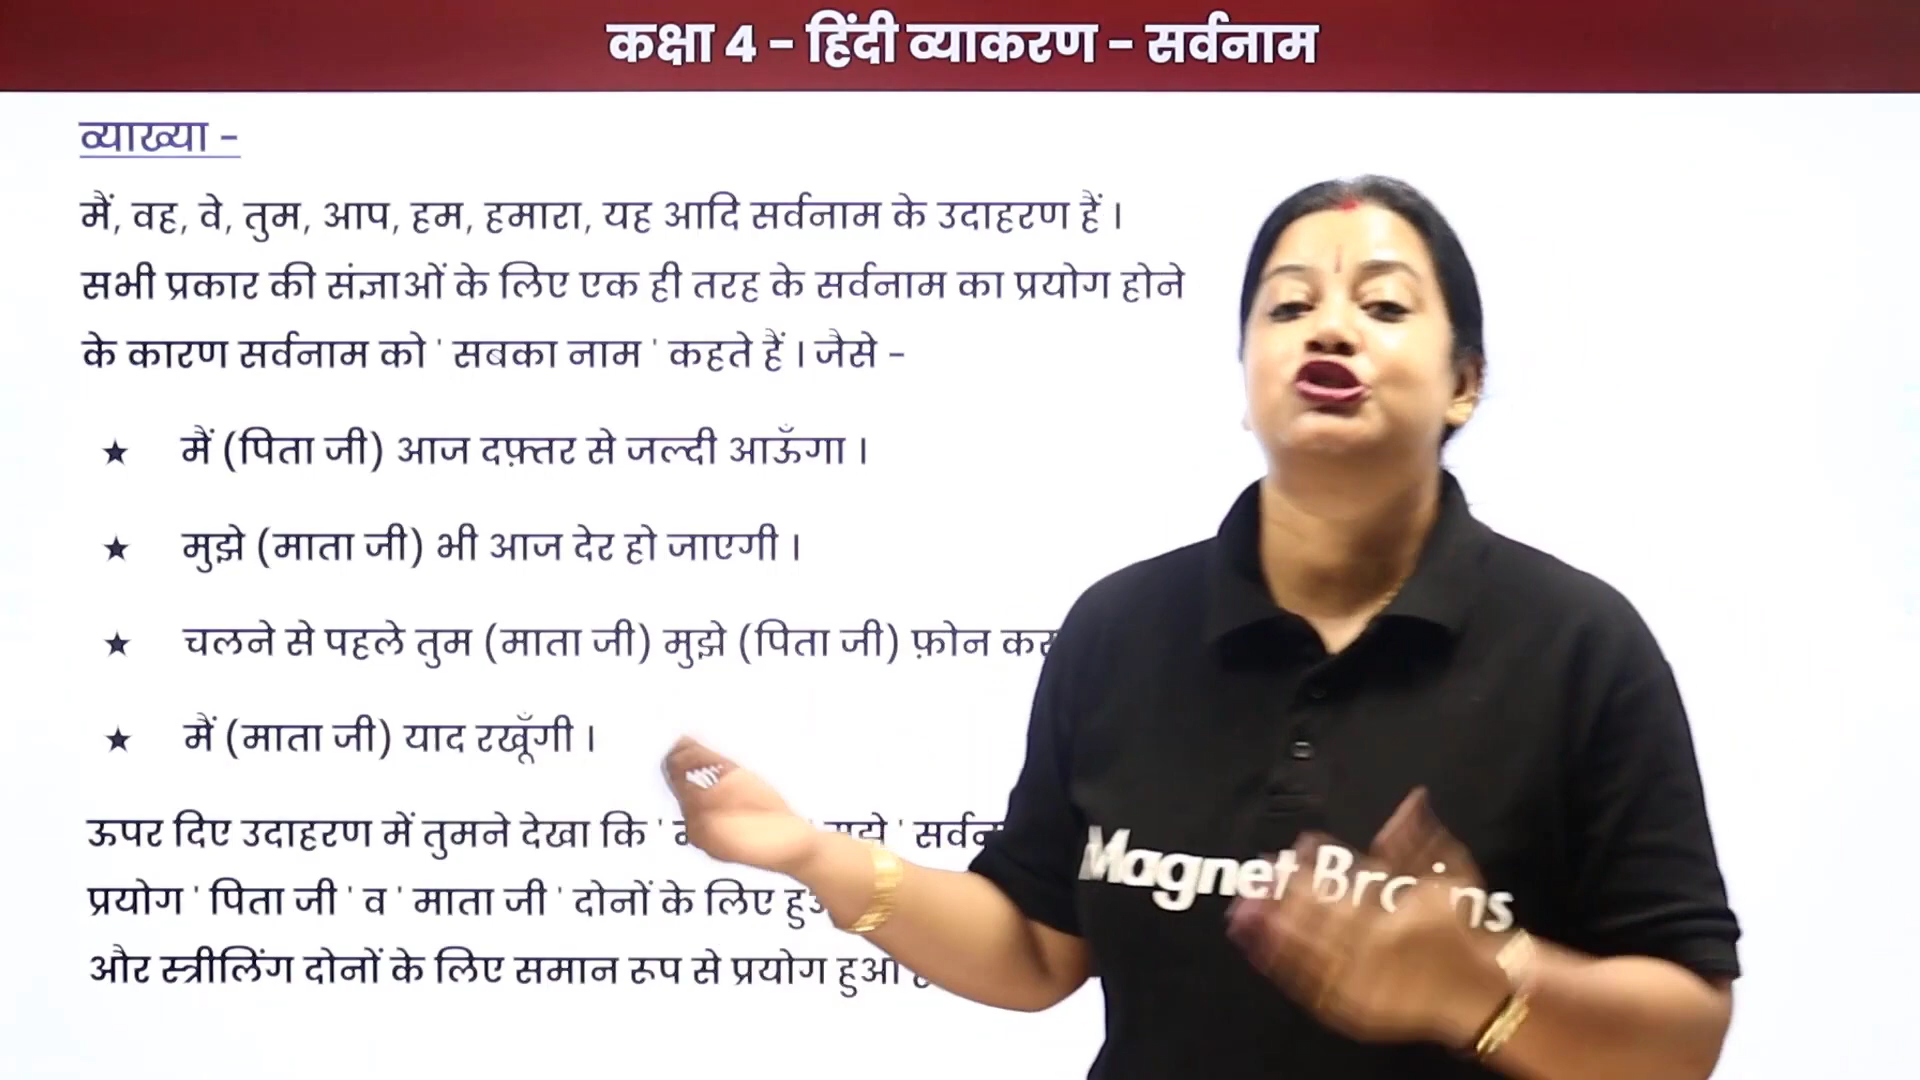 कक्षा 4 - हिंदी व्याकरण - सर्वनाम
व्याख्या -
मैं, वह, वे, तुम, आप, हम, हमारा, यह आदि सर्वनाम के उदाहरण हैं ।
सभी प्रकार की संज्ञाओं के लिए एक ही तरह के सर्वनाम का प्रयोग होने
के कारण सर्वनाम को ' सबका नाम ' कहते हैं । जैसे -
★ मैं (पिता जी) आज दफ़्तर से जल्दी आऊँगा ।
★ मुझे (माता जी) भी आज देर हो जाएगी ।
★ चलने से पहले तुम (माता जी) मुझे (पिता जी) फ़ोन
★ मैं (माता जी) याद रखूँगी ।
ऊपर दिए उदाहरण में तुमने देखा कि '
प्रयोग ' पिता जी ' व ' माता जी ' दोनों के लिए
और स्त्रीलिंग दोनों के लिए समान रूप से प्रयोग हुआ
Magnet Brains